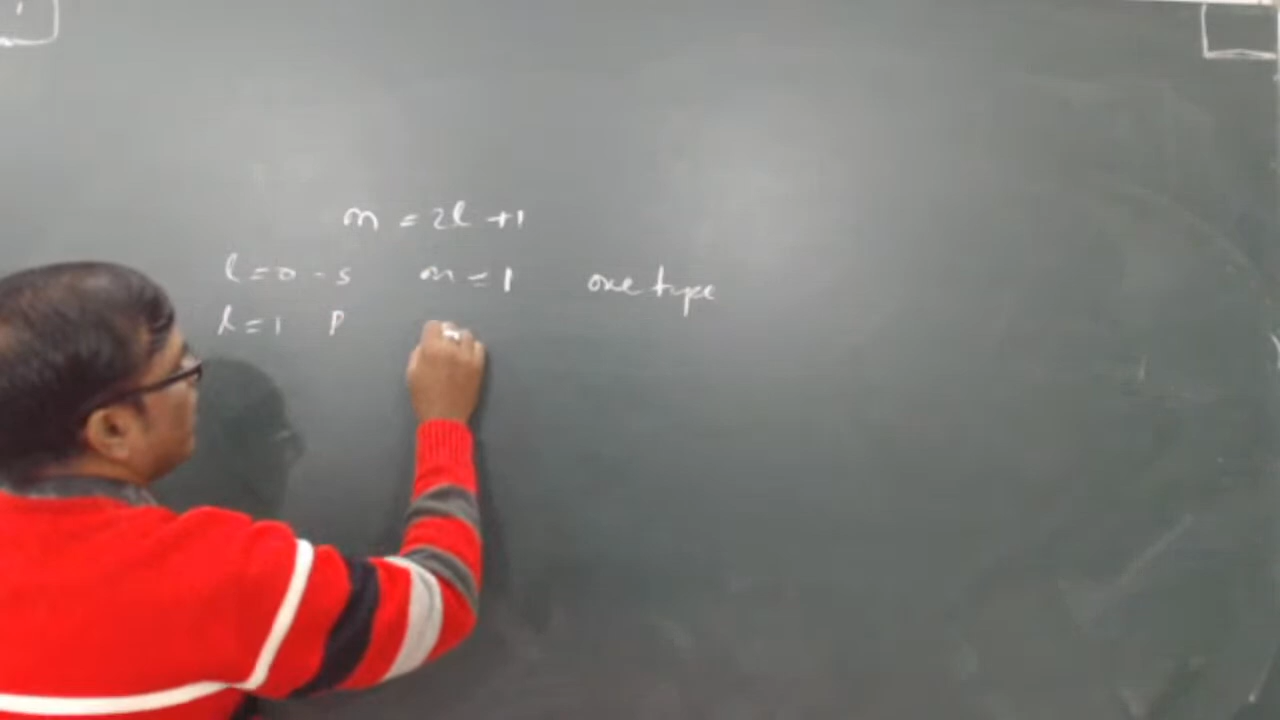 m = 2l + 1
l = 0 - s m = 1 one type
l = 1 p